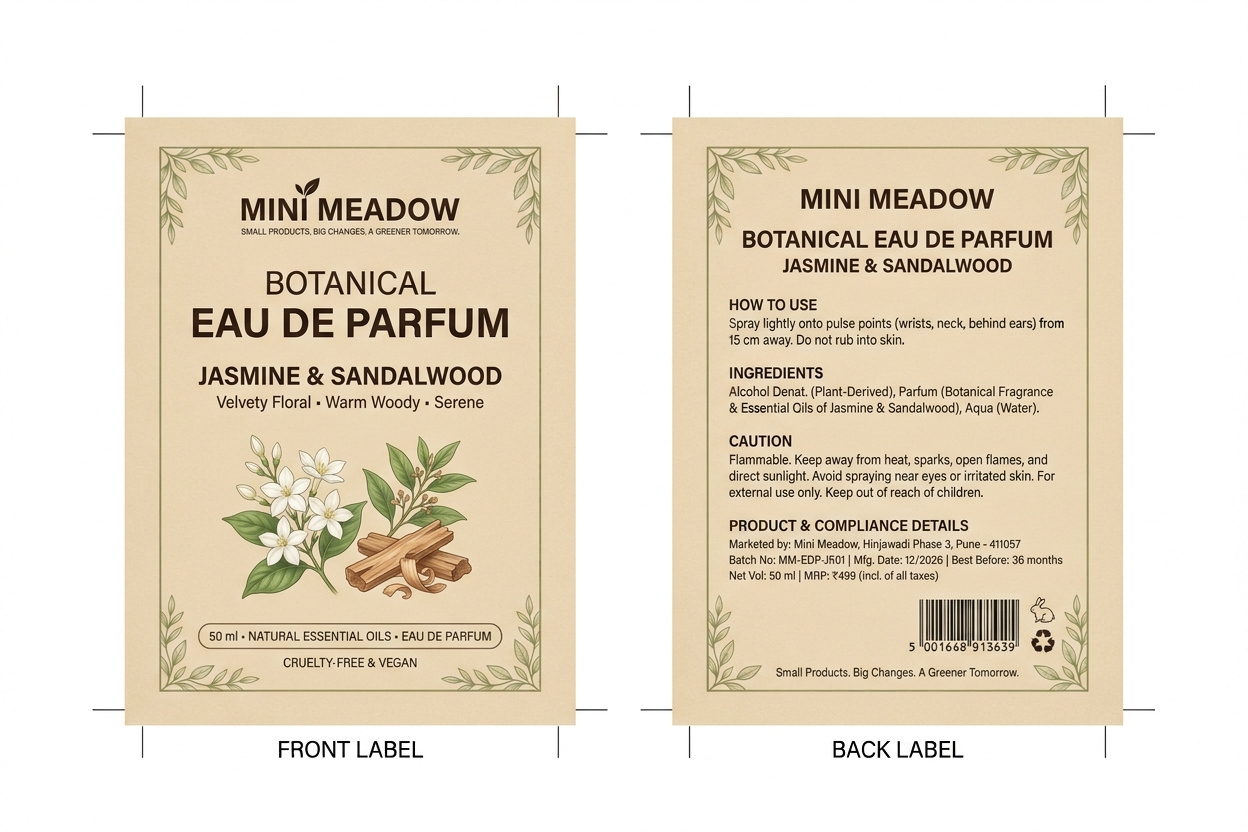 MINI MEADOW
SMALL PRODUCTS, BIG CHANGES, A GREENER TOMORROW.
BOTANICAL
EAU DE PARFUM
JASMINE & SANDALWOOD
Velvety Floral • Warm Woody • Serene
50 ml • NATURAL ESSENTIAL OILS • EAU DE PARFUM
CRUELTY-FREE & VEGAN
FRONT LABEL
MINI MEADOW
BOTANICAL EAU DE PARFUM
JASMINE & SANDALWOOD
HOW TO USE
Spray lightly onto pulse points (wrists, neck, behind ears) from
15 cm away. Do not rub into skin.
INGREDIENTS
Alcohol Denat. (Plant-Derived), Parfum (Botanical Fragrance
& Essential Oils of Jasmine & Sandalwood), Aqua (Water).
CAUTION
Flammable. Keep away from heat, sparks, open flames, and
direct sunlight. Avoid spraying near eyes or irritated skin. For
external use only. Keep out of reach of children.
PRODUCT & COMPLIANCE DETAILS
Marketed by: Mini Meadow, Hinjawadi Phase 3, Pune - 411057
Batch No: | Mfg. Date: 12/2026 | Best Before: 36 months
Net Vol: 50 ml | MRP: ₹499 (incl. of all taxes)
5 001668 913639
Small Products. Big Changes. A Greener Tomorrow.
BACK LABEL